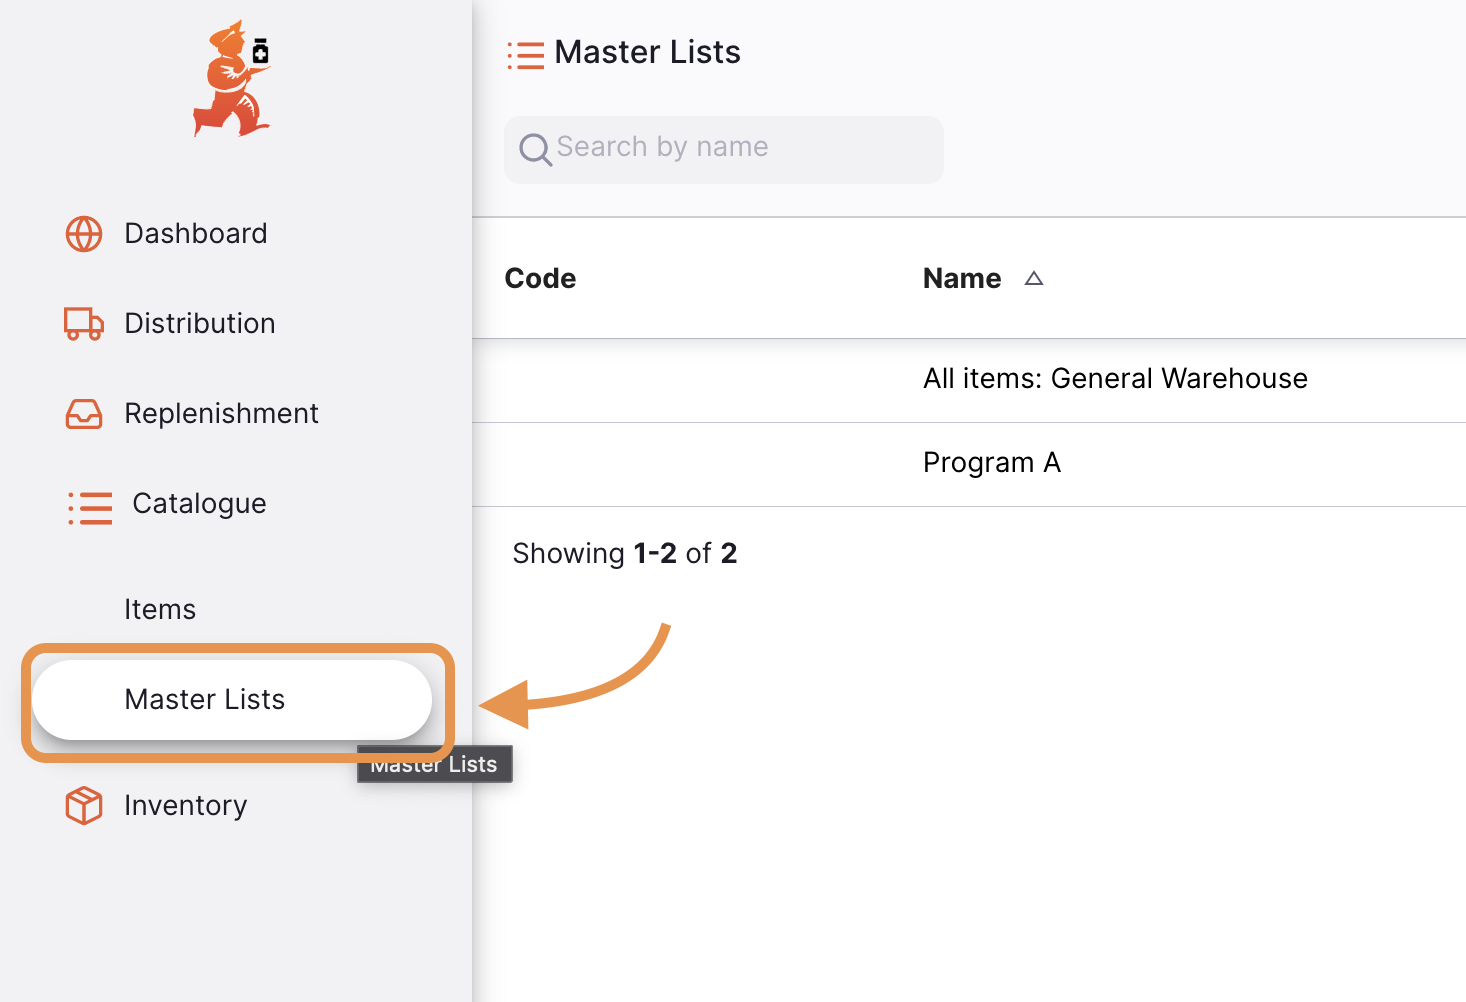 Dashboard
Distribution
Replenishment
Catalogue
Items
Master Lists
Master Lists
Inventory
Master Lists
Search by name
Code Name
All items: General Warehouse
Program A
Showing 1-2 of 2